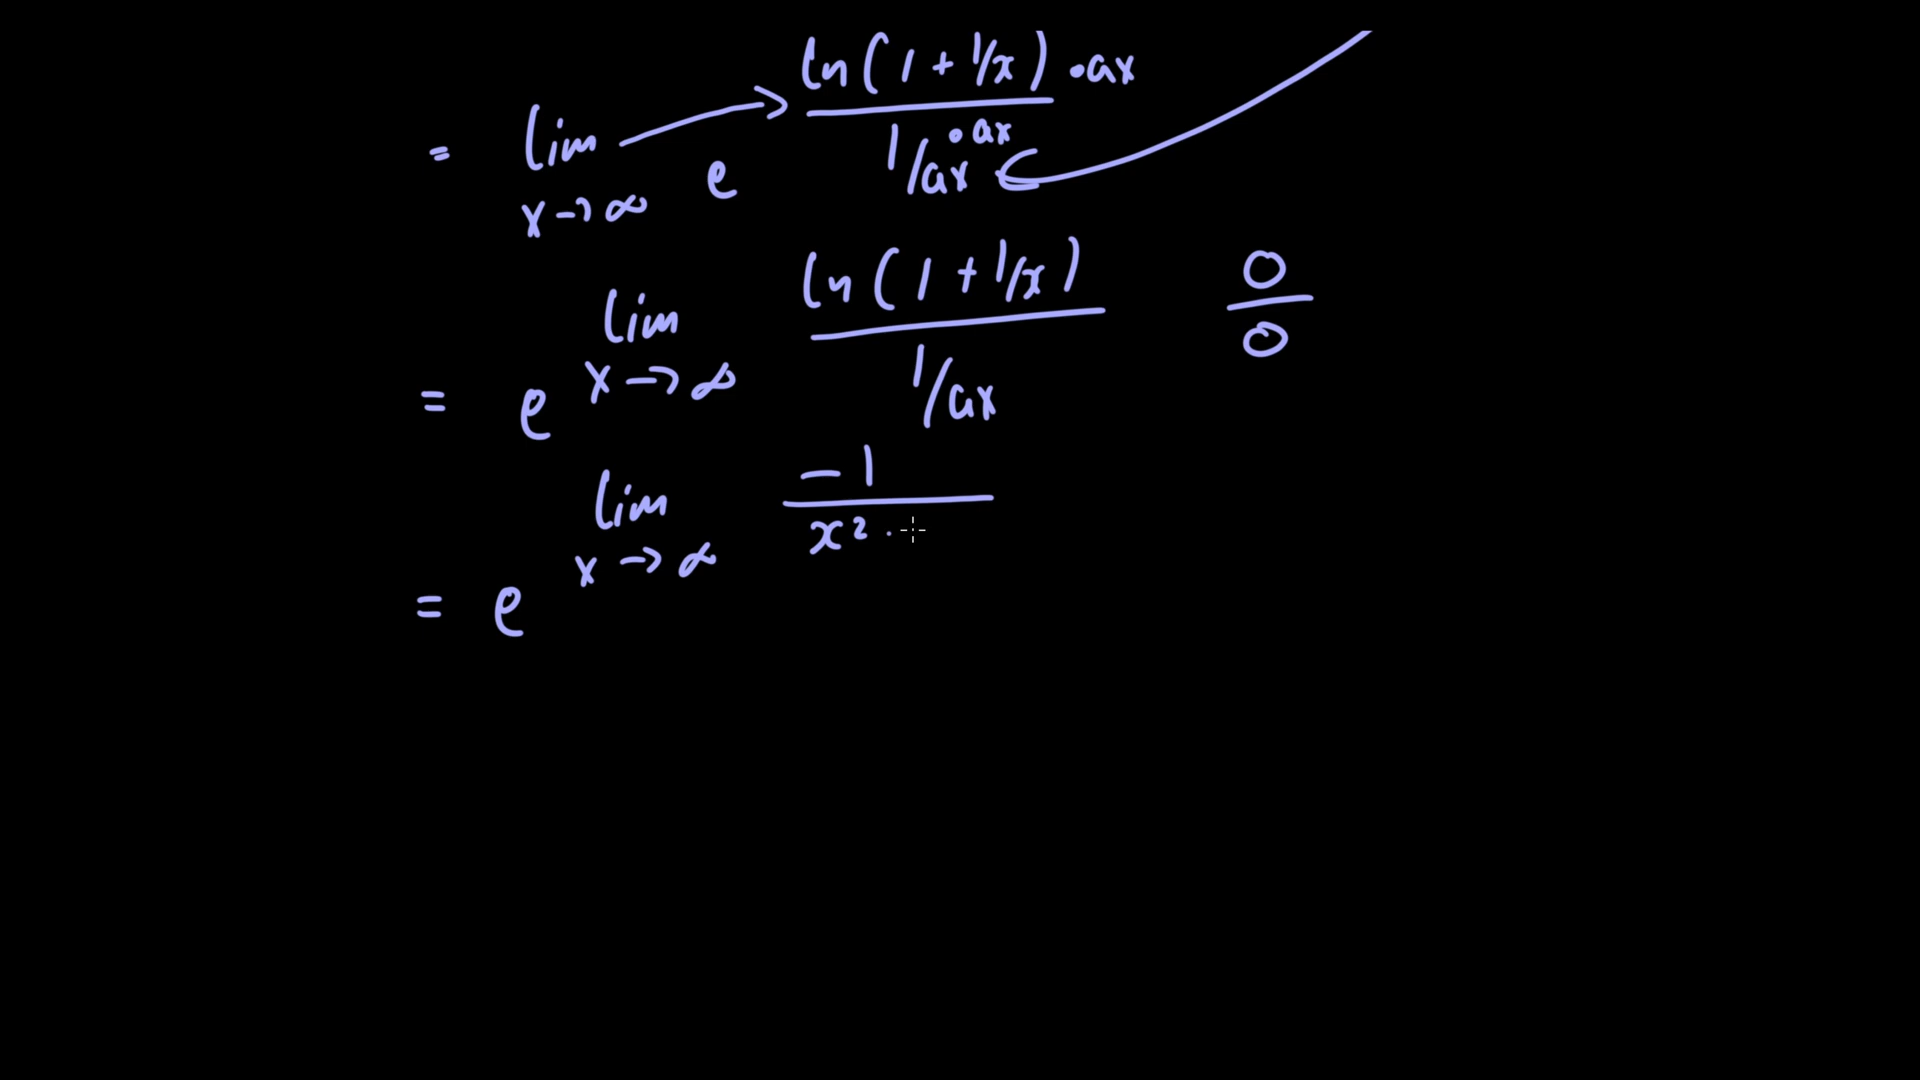 = lim x→∞ e^( (ln(1 + 1/x) • ax) / (1/ax • ax) )
= e^( lim x→∞ ln(1 + 1/x) / (1/ax) ) 0/0
= e^( lim x→∞ -1 / (x² · ) )